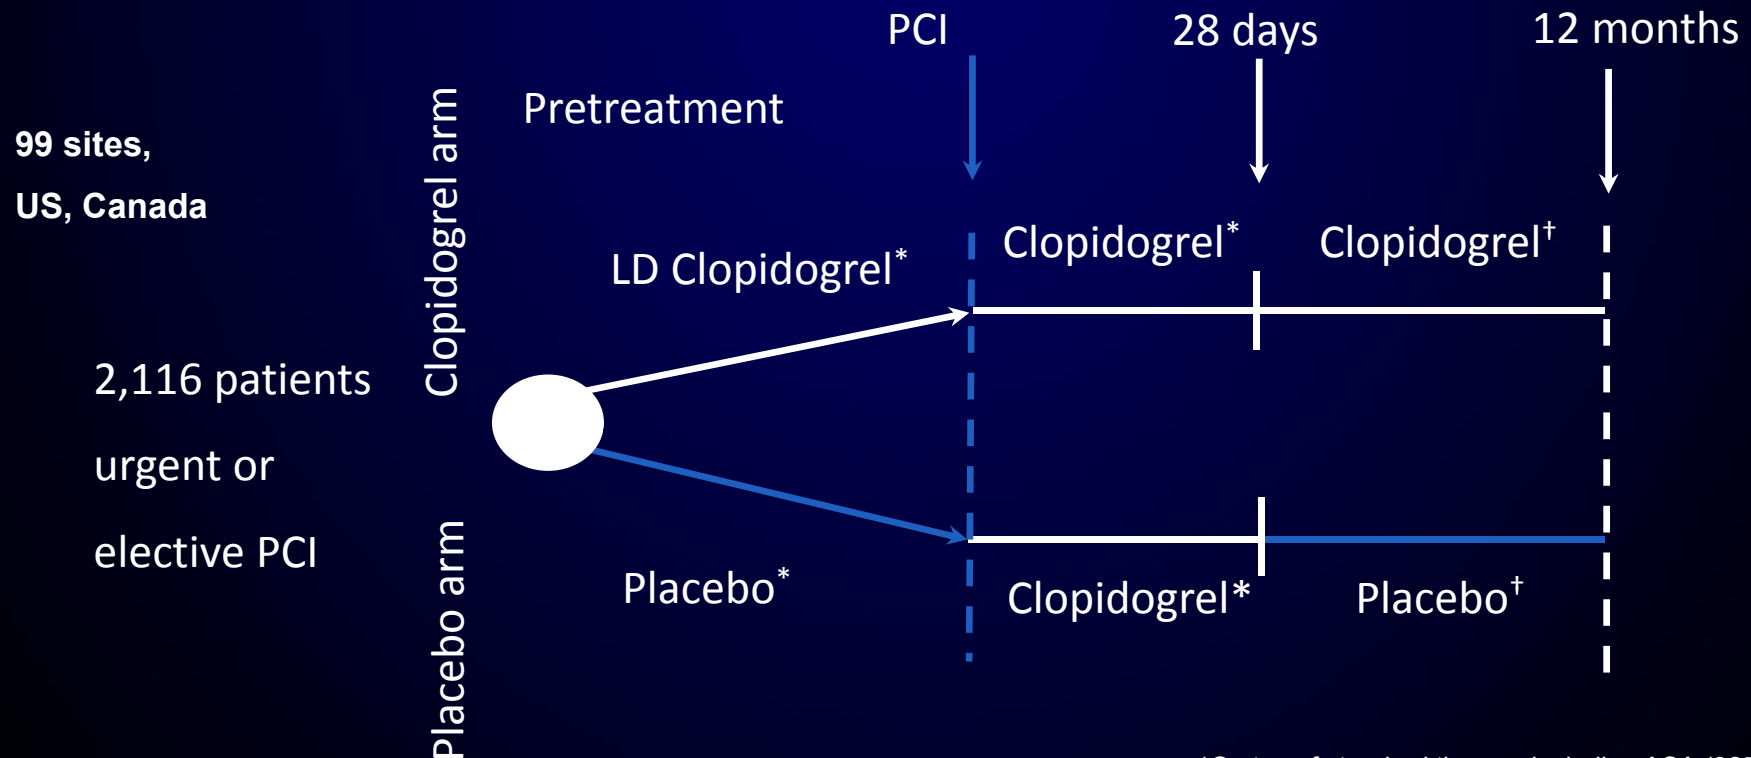 PCI
28 days
12 months
Pretreatment
99 sites,
US, Canada
Clopidogrel arm
LD Clopidogrel*
Clopidogrel*
Clopidogrel†
2,116 patients
urgent or
elective PCI
Placebo arm
Placebo*
Clopidogrel*
Placebo†